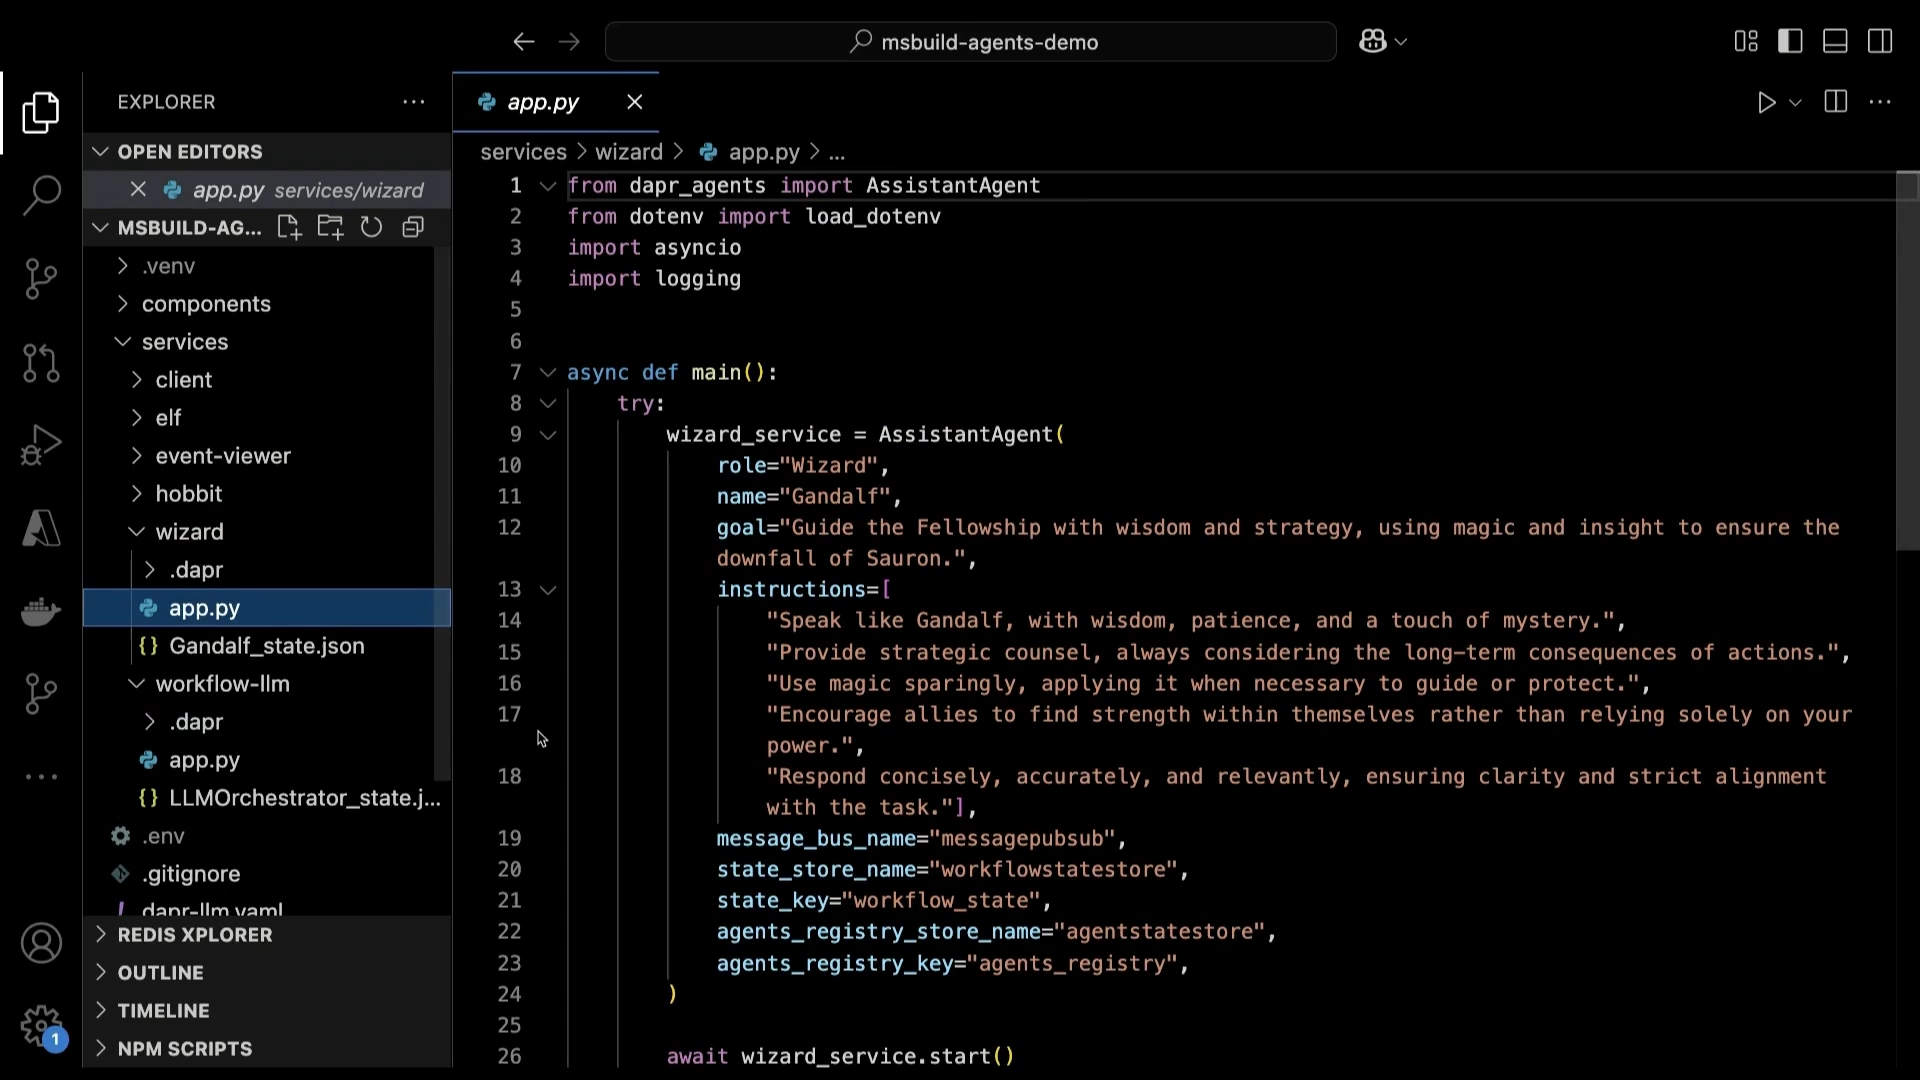 msbuild-agents-demo
EXPLORER
OPEN EDITORS
app.py services/wizard
MSBUILD-AG...
.venv
components
services
client
elf
event-viewer
hobbit
wizard
.dapr
app.py
Gandalf_state.json
workflow-llm
.dapr
app.py
LLMOrchestrator_state.j...
.env
.gitignore
dapr-llm.yaml
REDIS XPLORER
OUTLINE
TIMELINE
NPM SCRIPTS
1
app.py
services > wizard > app.py > ...
1 from dapr_agents import AssistantAgent
2 from dotenv import load_dotenv
3 import asyncio
4 import logging
5
6
7 async def main():
8 try:
9 wizard_service = AssistantAgent(
10 role="Wizard",
11 name="Gandalf",
12 goal="Guide the Fellowship with wisdom and strategy, using magic and insight to ensure the
downfall of Sauron.",
13 instructions=[
14 "Speak like Gandalf, with wisdom, patience, and a touch of mystery.",
15 "Provide strategic counsel, always considering the long-term consequences of actions.",
16 "Use magic sparingly, applying it when necessary to guide or protect.",
17 "Encourage allies to find strength within themselves rather than relying solely on your
power.",
18 "Respond concisely, accurately, and relevantly, ensuring clarity and strict alignment
with the task."],
19 message_bus_name="messagepubsub",
20 state_store_name="workflowstatestore",
21 state_key="workflow_state",
22 agents_registry_store_name="agentstatestore",
23 agents_registry_key="agents_registry",
24 )
25
26 await wizard_service.start()